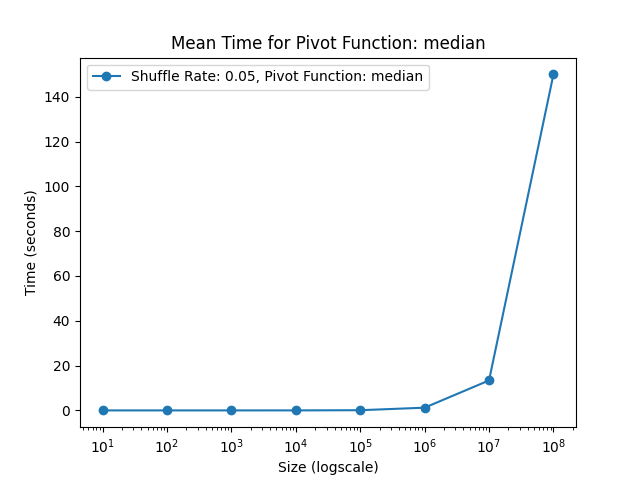 Mean Time for Pivot Function: median
Shuffle Rate: 0.05, Pivot Function: median
140
120
100
80
60
40
20
0
Time (seconds)
10¹ 10² 10³ 10⁴ 10⁵ 10⁶ 10⁷ 10⁸
Size (logscale)